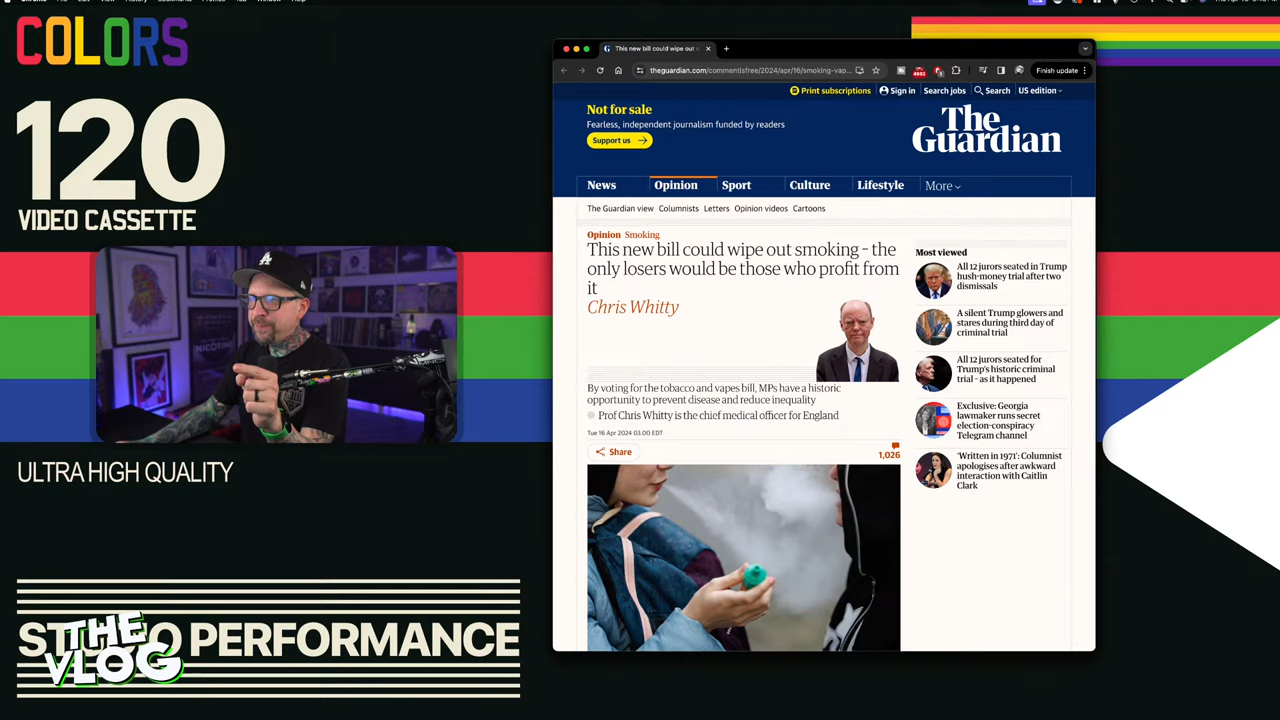 COLORS
120
VIDEO CASSETTE
ULTRA HIGH QUALITY
PERFORMANCE
THE
VLOG
This new bill could wipe out s
theguardian.com/commentisfree/2024/apr/16/smoking-vap...
Finish update
Print subscriptions
Sign in
Search jobs
Search
US edition
Not for sale
Fearless, independent journalism funded by readers
Support us
The
Guardian
News
Opinion
Sport
Culture
Lifestyle
More
The Guardian view
Columnists
Letters
Opinion videos
Cartoons
Opinion Smoking
This new bill could wipe out smoking – the
only losers would be those who profit from
it
Chris Whitty
By voting for the tobacco and vapes bill, MPs have a historic
opportunity to prevent disease and reduce inequality
Prof Chris Whitty is the chief medical officer for England
Tue 16 Apr 2024 03.00 EDT
Share
1,026
Most viewed
All 12 jurors seated in Trump
hush-money trial after two
dismissals
A silent Trump glowers and
stares during third day of
criminal trial
All 12 jurors seated for
Trump's historic criminal
trial – as it happened
Exclusive: Georgia
lawmaker runs secret
election-conspiracy
Telegram channel
'Written in 1971': Columnist
apologises after awkward
interaction with Caitlin
Clark